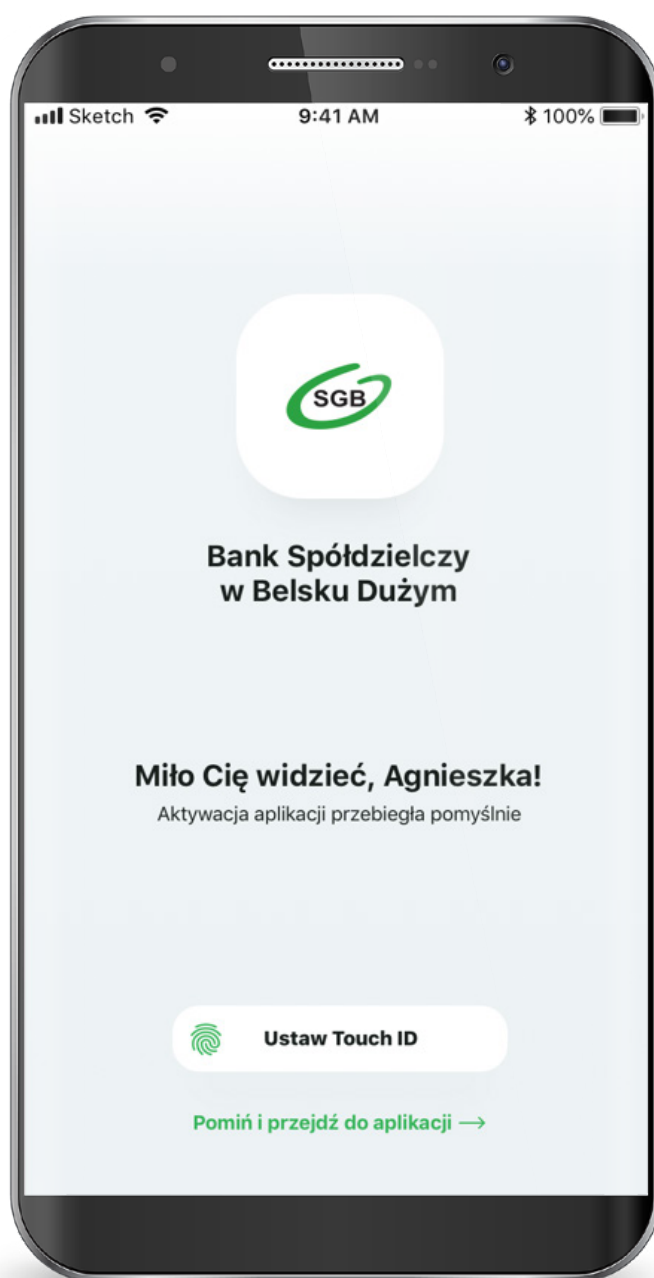 Sketch 9:41 AM 100%
SGB
Bank Spółdzielczy
w Belsku Dużym
Miło Cię widzieć, Agnieszka!
Aktywacja aplikacji przebiegła pomyślnie
Ustaw Touch ID
Pomiń i przejdź do aplikacji →